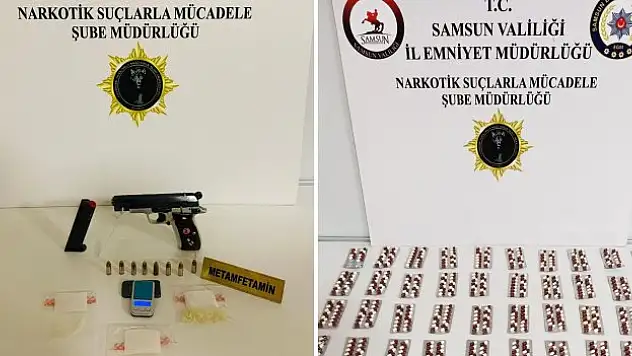 NARKOTİK SUÇLARLA MÜCADELE
ŞUBE MÜDÜRLÜĞÜ
METAMFETAMİN
T.C.
SAMSUN VALİLİĞİ
İL EMNİYET MÜDÜRLÜĞÜ
NARKOTİK SUÇLARLA MÜCADELE
ŞUBE MÜDÜRLÜĞÜ
SAMSUN